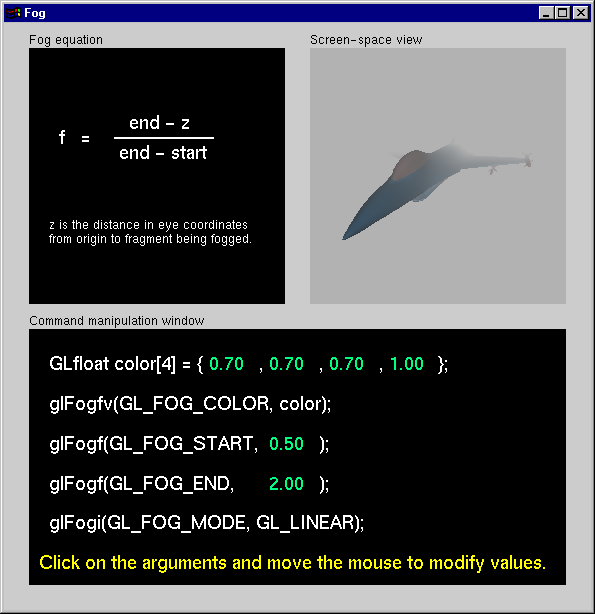 Fog
Fog equation
Screen-space view
f = end - z
end - start
z is the distance in eye coordinates
from origin to fragment being fogged.
Command manipulation window
GLfloat color[4] = { 0.70 , 0.70 , 0.70 , 1.00 };
glFogfv(GL_FOG_COLOR, color);
glFogf(GL_FOG_START, 0.50 );
glFogf(GL_FOG_END, 2.00 );
glFogi(GL_FOG_MODE, GL_LINEAR);
Click on the arguments and move the mouse to modify values.